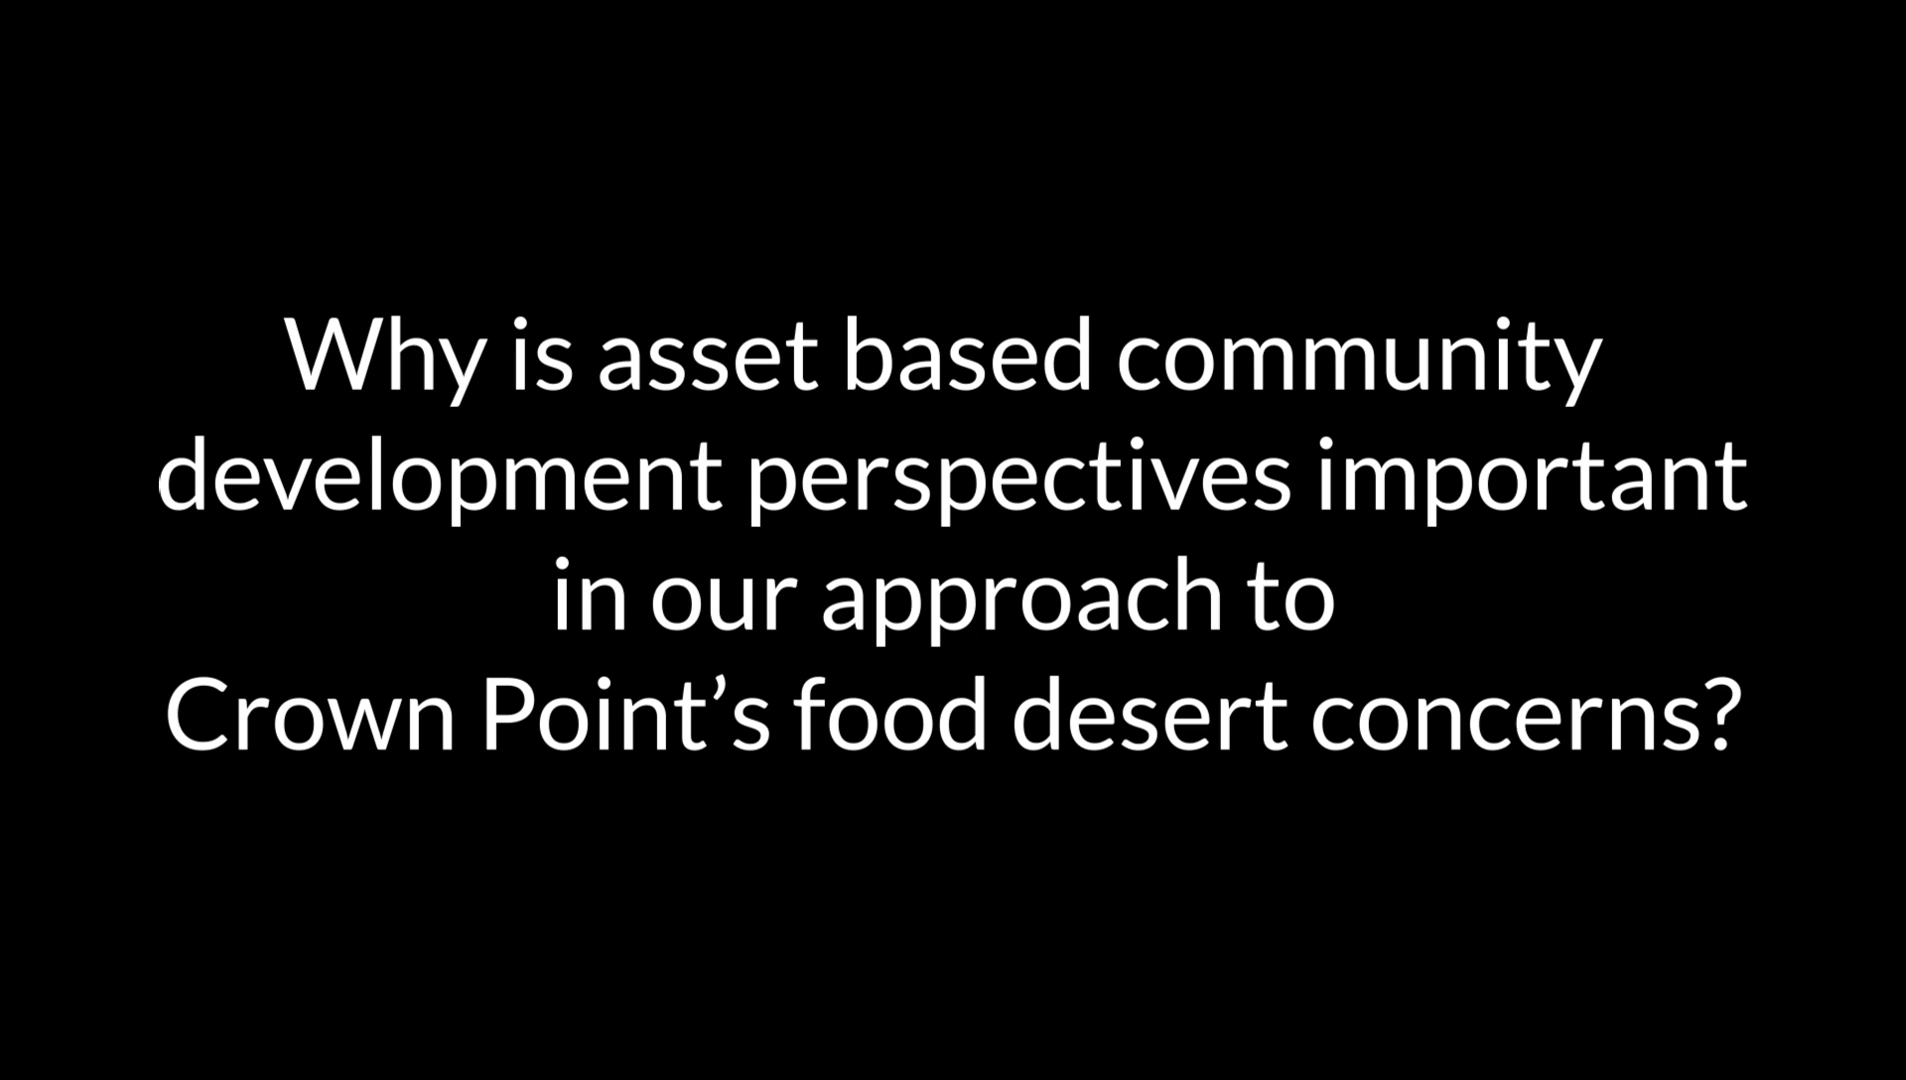 Why is asset based community
development perspectives important
in our approach to
Crown Point’s food desert concerns?